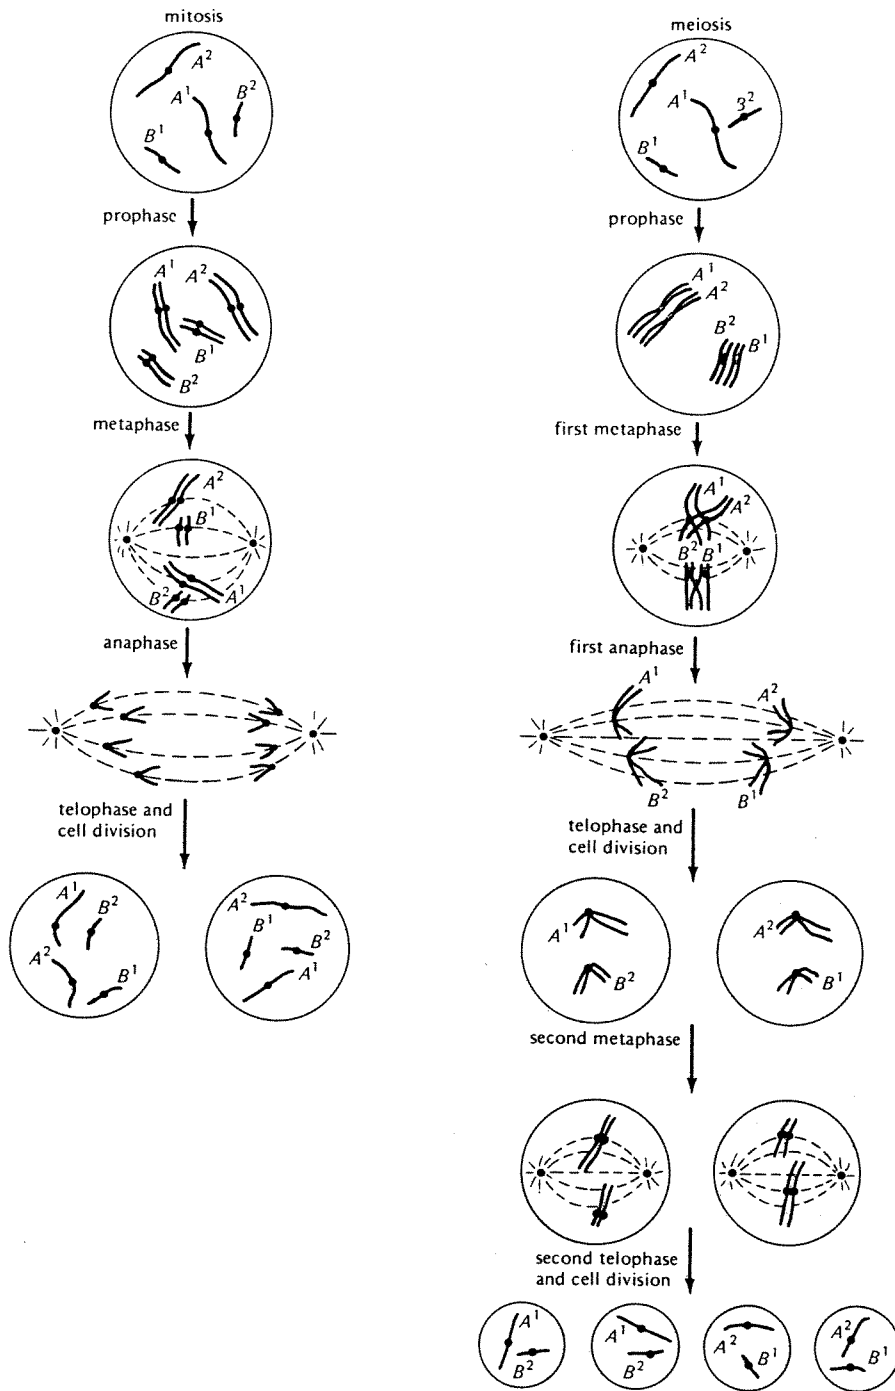 mitosis
A²
A¹
B²
B¹
prophase
A¹
A²
B¹
B²
metaphase
A²
B¹
B²
A¹
anaphase
telophase and
cell division
A¹
B²
A²
B¹
A²
B¹
B²
A¹
meiosis
A²
A¹
B²
B¹
prophase
A¹
A²
B²
B¹
first metaphase
A¹
A²
B² B¹
first anaphase
A¹
A²
B²
B¹
telophase and
cell division
A¹
B²
A²
B¹
second metaphase
second telophase
and cell division
A¹
B²
A¹
B²
A²
B¹
A²
B¹